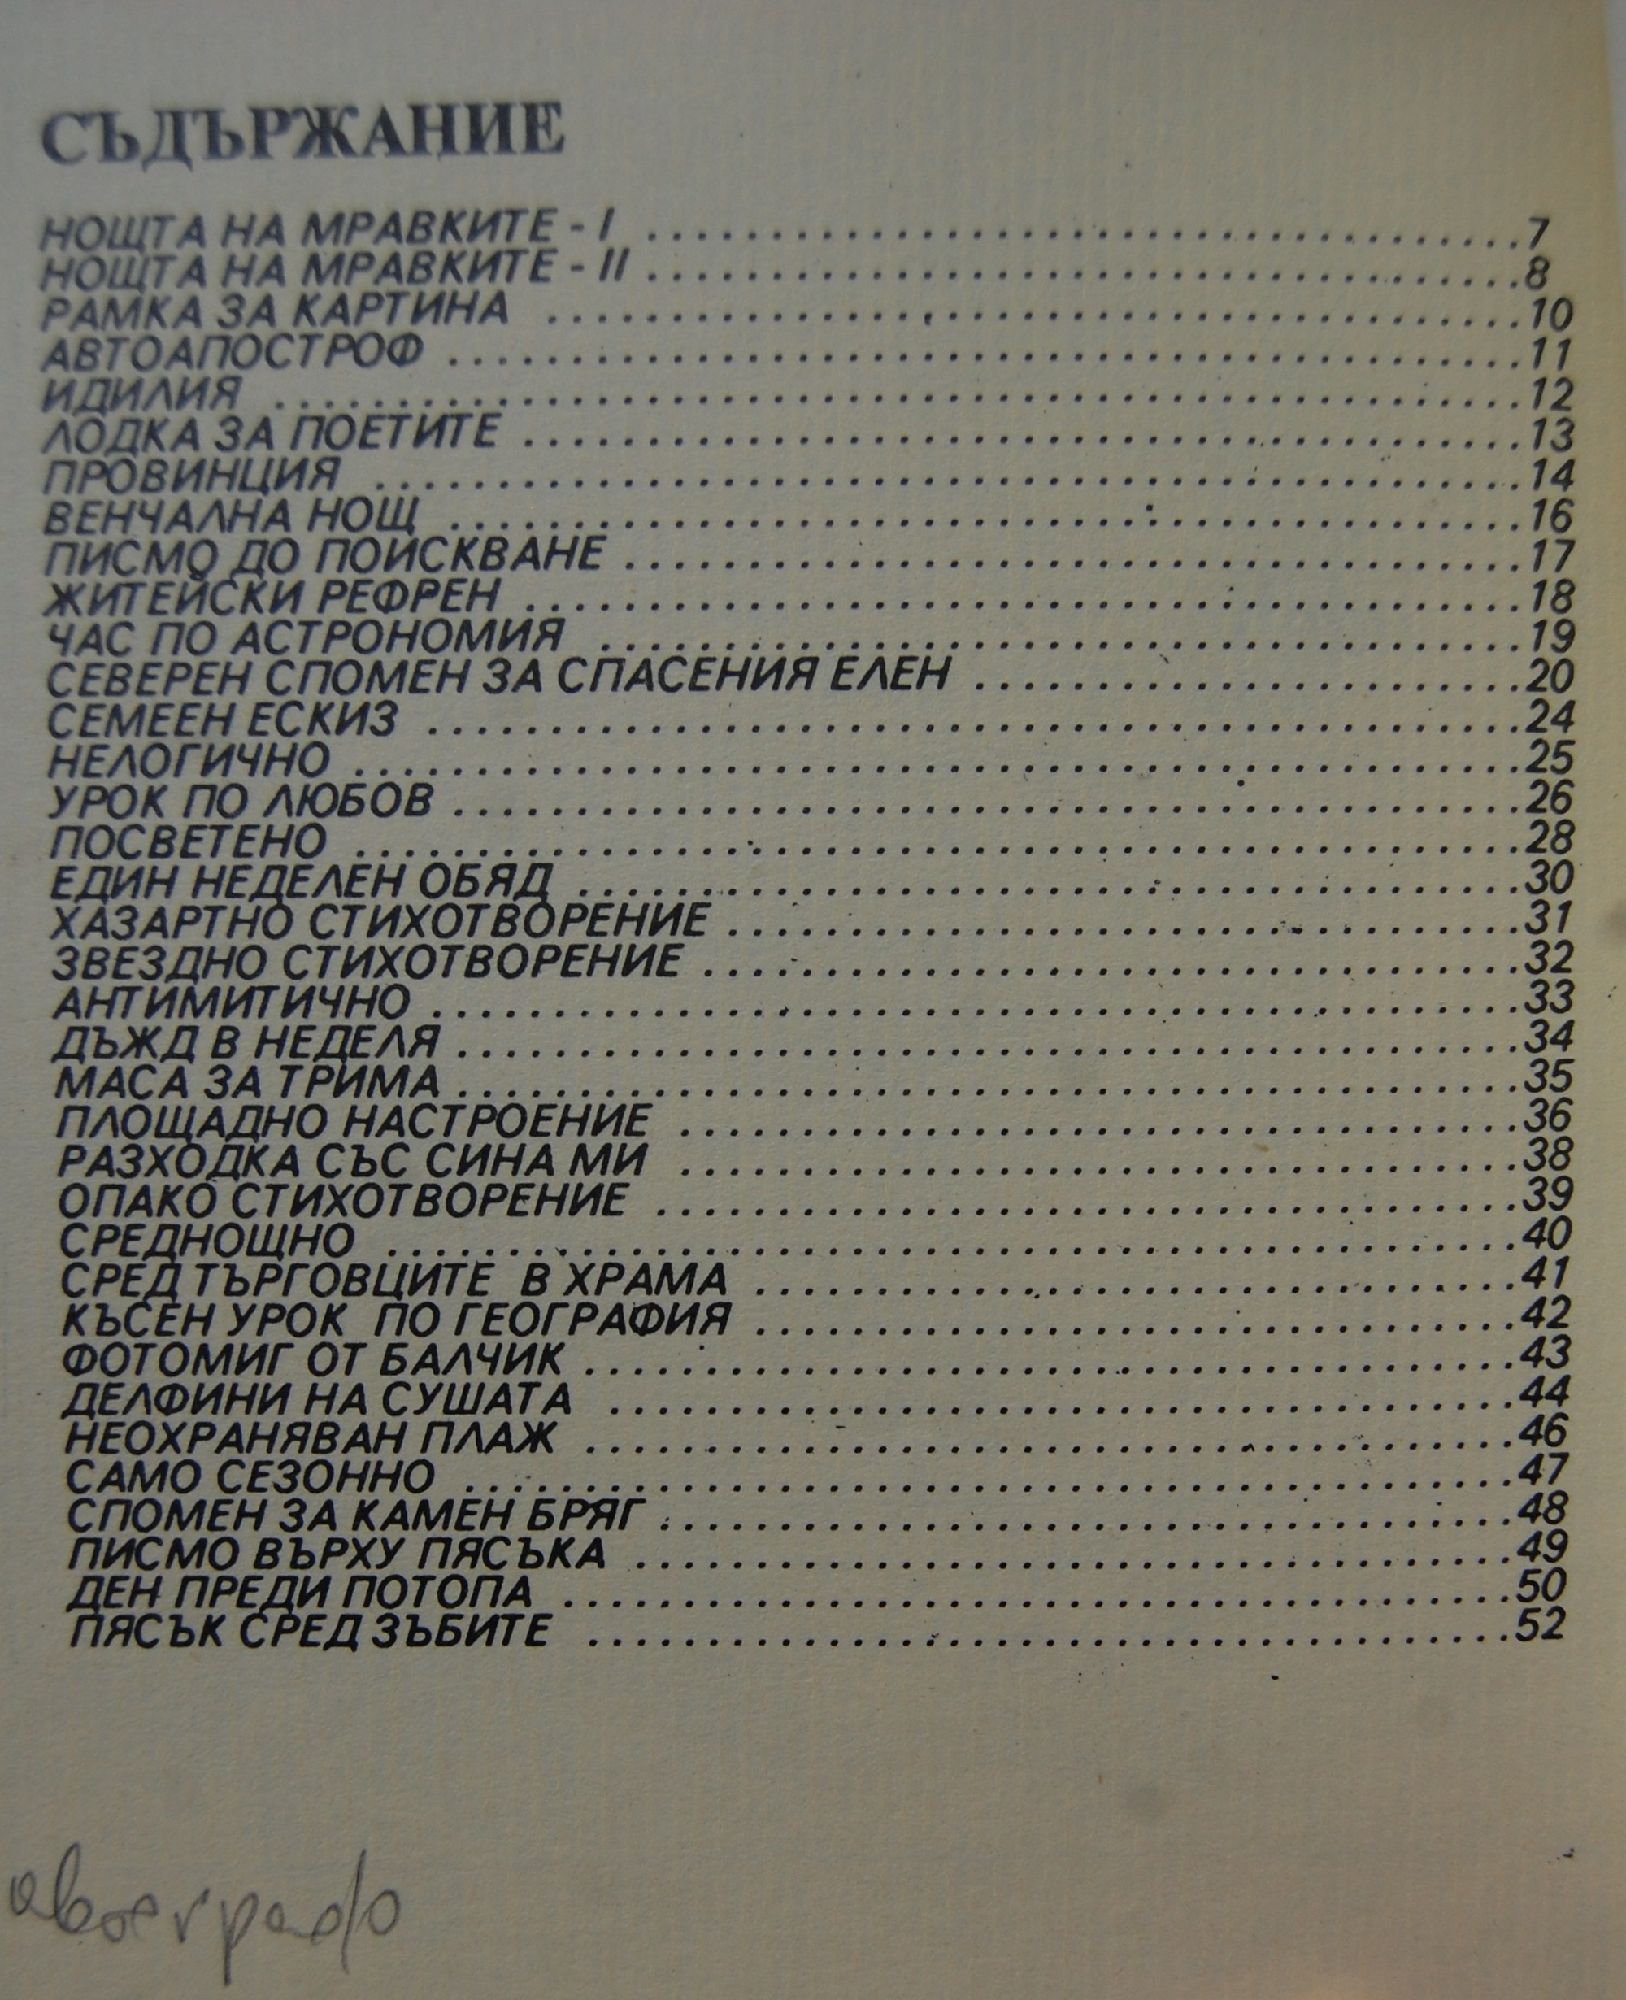 СЪДЪРЖАНИЕ
НОЩТА НА МРАВКИТЕ - I ........ 7
НОЩТА НА МРАВКИТЕ - II ........ 8
РАМКА ЗА КАРТИНА ........ 10
АВТОАПОСТРОФ ........ 11
ИДИЛИЯ ........ 12
ЛОДКА ЗА ПОЕТИТЕ ........ 13
ПРОВИНЦИЯ ........ 14
ВЕНЧАЛНА НОЩ ........ 16
ПИСМО ДО ПОИСКВАНЕ ........ 17
ЖИТЕЙСКИ РЕФРЕН ........ 18
ЧАС ПО АСТРОНОМИЯ ........ 19
СЕВЕРЕН СПОМЕН ЗА СПАСЕНИЯ ЕЛЕН ........ 20
СЕМЕЕН ЕСКИЗ ........ 24
НЕЛОГИЧНО ........ 25
УРОК ПО ЛЮБОВ ........ 26
ПОСВЕТЕНО ........ 28
ЕДИН НЕДЕЛЕН ОБЯД ........ 30
ХАЗАРТНО СТИХОТВОРЕНИЕ ........ 31
ЗВЕЗДНО СТИХОТВОРЕНИЕ ........ 32
АНТИМИТИЧНО ........ 33
ДЪЖД В НЕДЕЛЯ ........ 34
МАСА ЗА ТРИМА ........ 35
ПЛОЩАДНО НАСТРОЕНИЕ ........ 36
РАЗХОДКА СЪС СИНА МИ ........ 38
ОПАКО СТИХОТВОРЕНИЕ ........ 39
СРЕДНОЩНО ........ 40
СРЕД ТЪРГОВЦИТЕ В ХРАМА ........ 41
КЪСЕН УРОК ПО ГЕОГРАФИЯ ........ 42
ФОТОМИГ ОТ БАЛЧИК ........ 43
ДЕЛФИНИ НА СУШАТА ........ 44
НЕОХРАНЯВАН ПЛАЖ ........ 46
САМО СЕЗОННО ........ 47
СПОМЕН ЗА КАМЕН БРЯГ ........ 48
ПИСМО ВЪРХУ ПЯСЪКА ........ 49
ДЕН ПРЕДИ ПОТОПА ........ 50
ПЯСЪК СРЕД ЗЪБИТЕ ........ 52